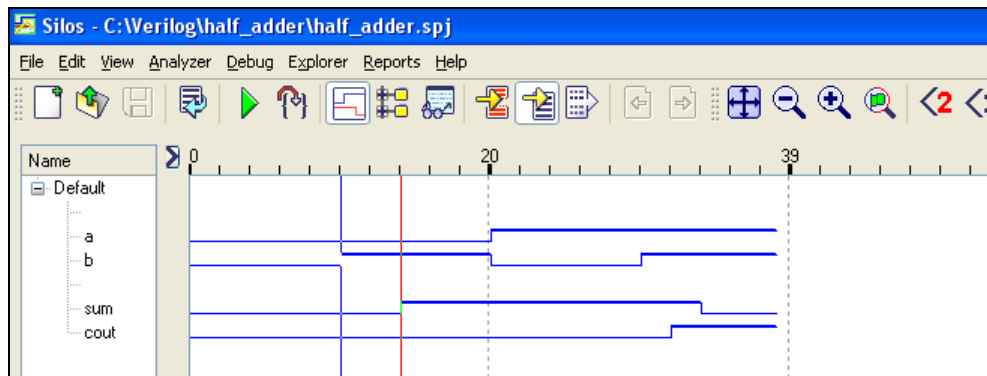 Silos - C:\Verilog\half_adder\half_adder.spj
File Edit View Analyzer Debug Explorer Reports Help
2
Name 0 20 39
Default
a
b
sum
cout